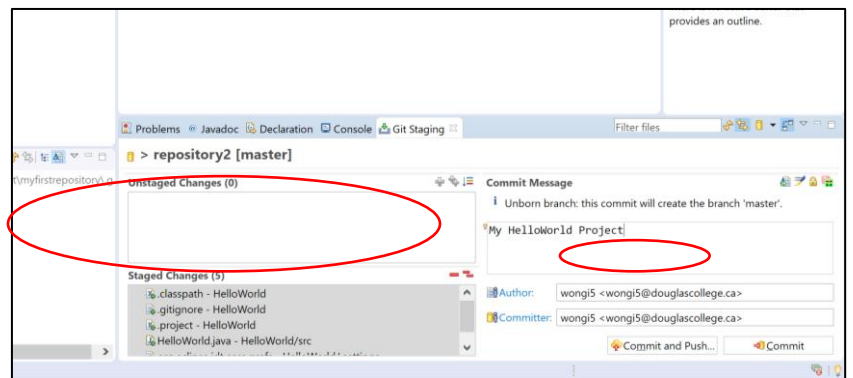 provides an outline.
Problems @ Javadoc Declaration Console Git Staging
Filter files
> repository2 [master]
t\myfirstrepository\.g
Unstaged Changes (0)
Staged Changes (5)
.classpath - HelloWorld
.gitignore - HelloWorld
.project - HelloWorld
HelloWorld.java - HelloWorld/src
Commit Message
Unborn branch: this commit will create the branch 'master'.
My HelloWorld Project
Author: wongi5 <wongi5@douglascollege.ca>
Committer: wongi5 <wongi5@douglascollege.ca>
Commit and Push... Commit